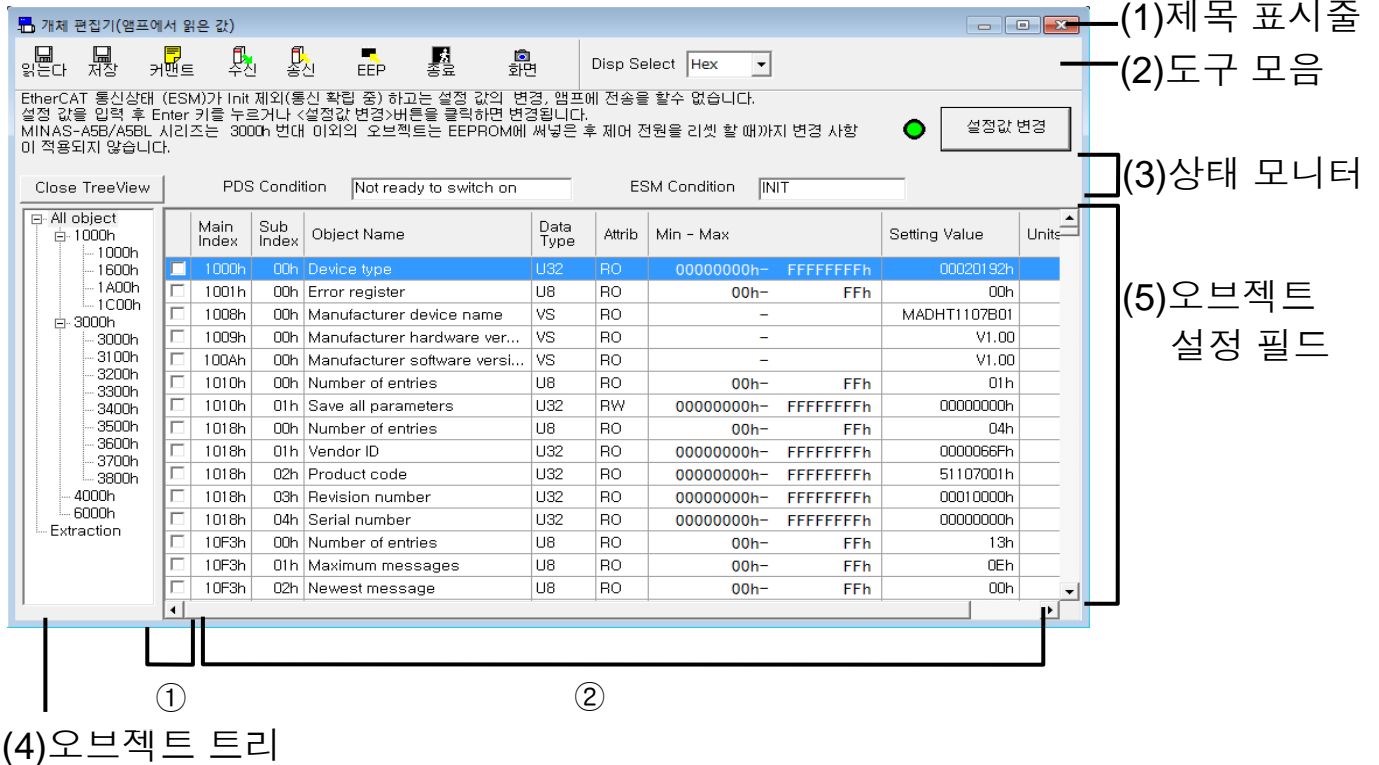 개체 편집기(앰프에서 읽은 값)
(1)제목 표시줄
읽는다 저장 커맨트 수신 송신 EEP 종료 화면 Disp Select Hex
(2)도구 모음
EtherCAT 통신상태 (ESM)가 Init 제외(통신 확립 중) 하고는 설정 값의 변경, 앰프에 전송을 할수 없습니다.
설정 값을 입력 후 Enter 키를 누르거나 <설정값 변경>버튼을 클릭하면 변경됩니다.
MINAS-A5B/A5BL 시리즈는 3000h 번대 이외의 오브젝트는 EEPROM에 써넣은 후 제어 전원을 리셋 할 때까지 변경 사항
이 적용되지 않습니다.
설정값 변경
(3)상태 모니터
Close TreeView PDS Condition Not ready to switch on ESM Condition INIT
All object
1000h
1000h
1600h
1A00h
1C00h
3000h
3000h
3100h
3200h
3300h
3400h
3500h
3600h
3700h
3800h
4000h
6000h
Extraction
Main Index Sub Index Object Name Data Type Attrib Min - Max Setting Value Units
1000h 00h Device type U32 RO 00000000h- FFFFFFFFh 00020192h
1001h 00h Error register U8 RO 00h- FFh 00h
1008h 00h Manufacturer device name VS RO - MADHT1107B01
1009h 00h Manufacturer hardware ver... VS RO - V1.00
100Ah 00h Manufacturer software versi... VS RO - V1.00
1010h 00h Number of entries U8 RO 00h- FFh 01h
1010h 01h Save all parameters U32 RW 00000000h- FFFFFFFFh 00000000h
1018h 00h Number of entries U8 RO 00h- FFh 04h
1018h 01h Vendor ID U32 RO 00000000h- FFFFFFFFh 0000066Fh
1018h 02h Product code U32 RO 00000000h- FFFFFFFFh 51107001h
1018h 03h Revision number U32 RO 00000000h- FFFFFFFFh 00010000h
1018h 04h Serial number U32 RO 00000000h- FFFFFFFFh 00000000h
10F3h 00h Number of entries U8 RO 00h- FFh 13h
10F3h 01h Maximum messages U8 RO 00h- FFh 0Eh
10F3h 02h Newest message U8 RO 00h- FFh 00h
(5)오브젝트
설정 필드
① ②
(4)오브젝트 트리